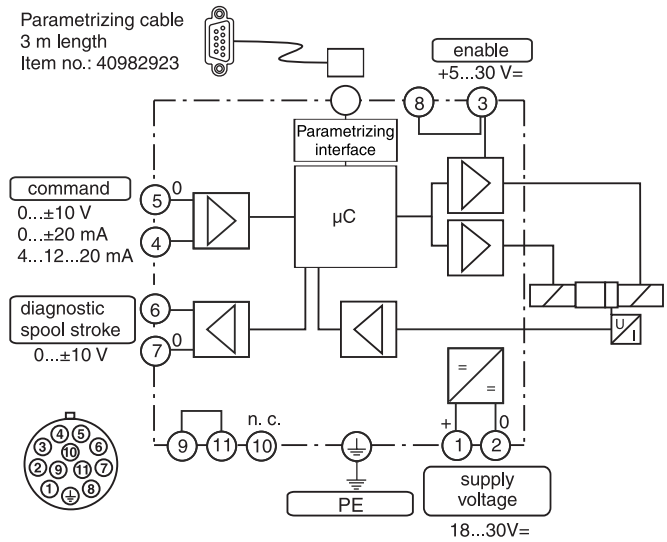 Parametrizing cable
3 m length
Item no.: 40982923
enable
+5...30 V=
8
3
Parametrizing
interface
command
0...±10 V
0...±20 mA
4...12...20 mA
5
0
4
µC
diagnostic
spool stroke
0...±10 V
6
7
0
U
I
=
=
+
0
n. c.
9
11
10
1
2
PE
supply
voltage
18...30V=
4
5
3
10
6
2
9
11
7
1
8